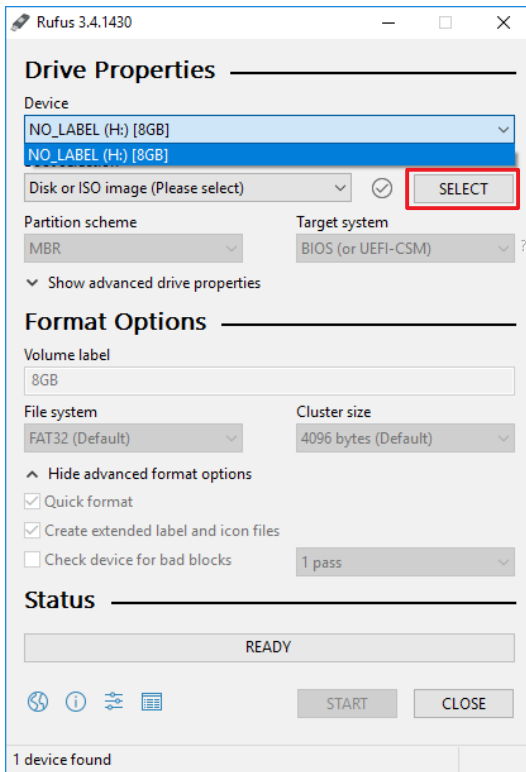 Rufus 3.4.1430
Drive Properties
Device
NO_LABEL (H:) [8GB]
NO_LABEL (H:) [8GB]
Disk or ISO image (Please select)
SELECT
Partition scheme
Target system
MBR
BIOS (or UEFI-CSM)
?
Show advanced drive properties
Format Options
Volume label
8GB
File system
Cluster size
FAT32 (Default)
4096 bytes (Default)
Hide advanced format options
Quick format
Create extended label and icon files
Check device for bad blocks
1 pass
Status
READY
START
CLOSE
1 device found